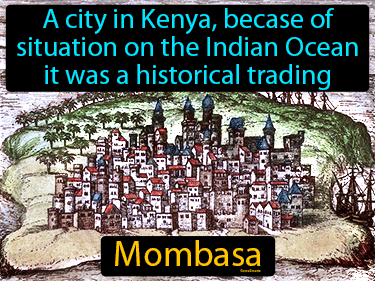 A city in Kenya, becase of
situation on the Indian Ocean
it was a historical trading
Mombasa